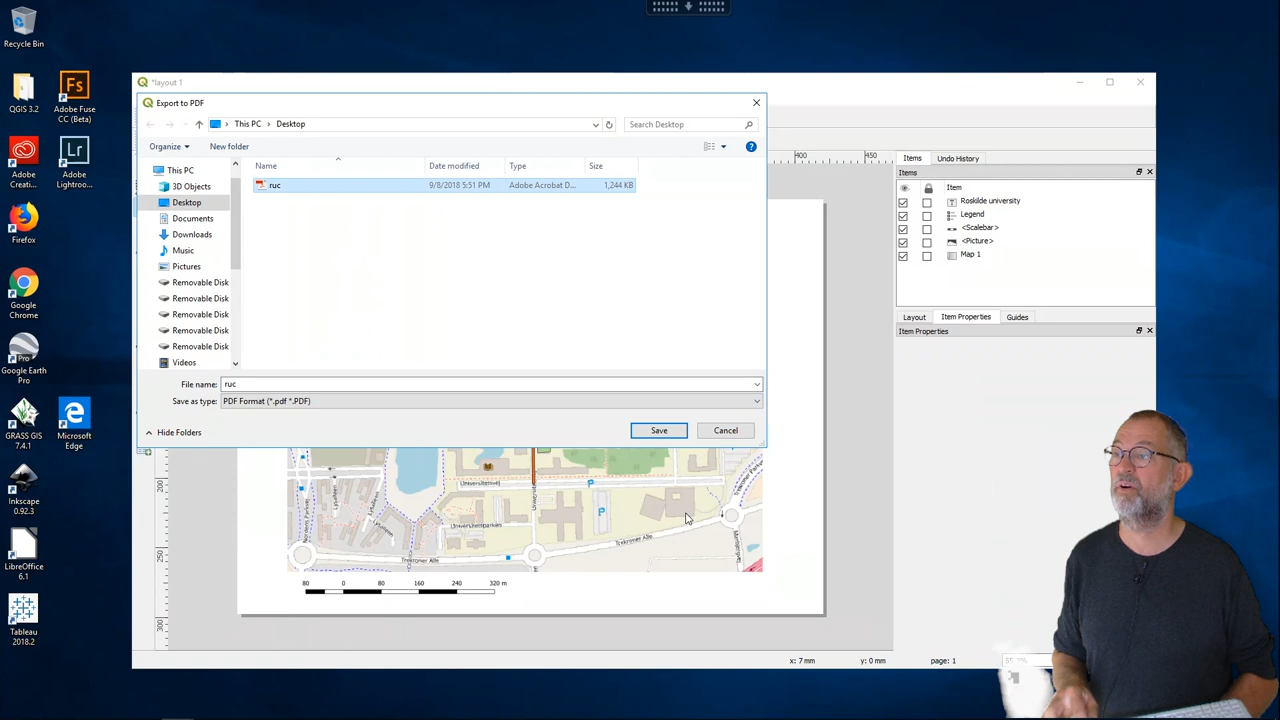 Recycle Bin
QGIS 3.2
Adobe Fuse CC (Beta)
Adobe Creati...
Adobe Lightroo...
Firefox
Google Chrome
Google Earth Pro
GRASS GIS 7.4.1
Microsoft Edge
Inkscape 0.92.3
LibreOffice 6.1
Tableau 2018.2
*layout 1
Export to PDF
This PC > Desktop
Search Desktop
Organize
New folder
This PC
3D Objects
Desktop
Documents
Downloads
Music
Pictures
Removable Disk
Removable Disk
Removable Disk
Removable Disk
Removable Disk
Videos
Name Date modified Type Size
ruc 9/8/2018 5:51 PM Adobe Acrobat D... 1,244 KB
File name: ruc
Save as type: PDF Format (*.pdf *.PDF)
Hide Folders
Save
Cancel
400 450
200
250
300
Items
Undo History
Items
Item
Roskilde university
Legend
<Scalebar>
<Picture>
Map 1
Layout
Item Properties
Guides
Item Properties
Universitetsvej
Universitetsparken
Trekroner Alle
Trekroner Alle
P
P
80 0 80 160 240 320 m
x: 7 mm
y: 0 mm
page: 1